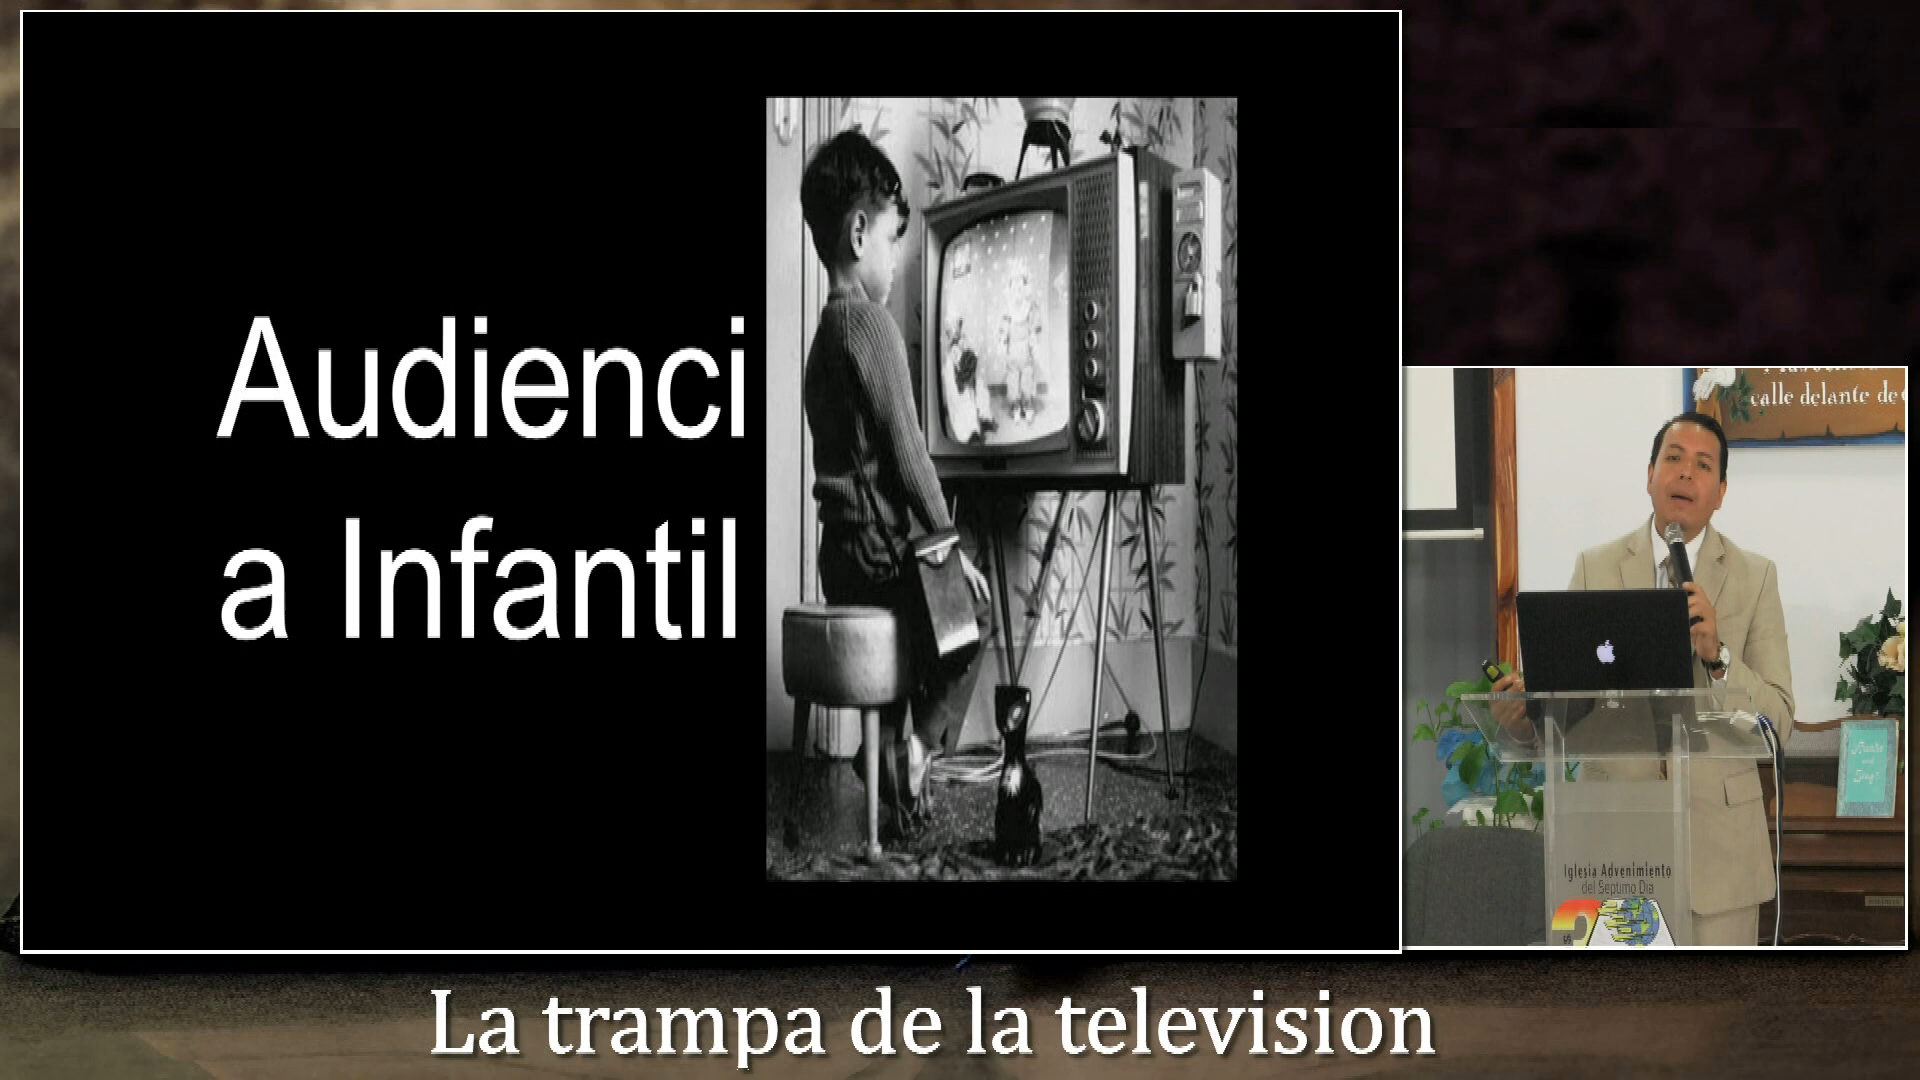 Audienci
a Infantil
calle delante de
Iglesia Advenimiento
del Septimo Dia
La trampa de la television